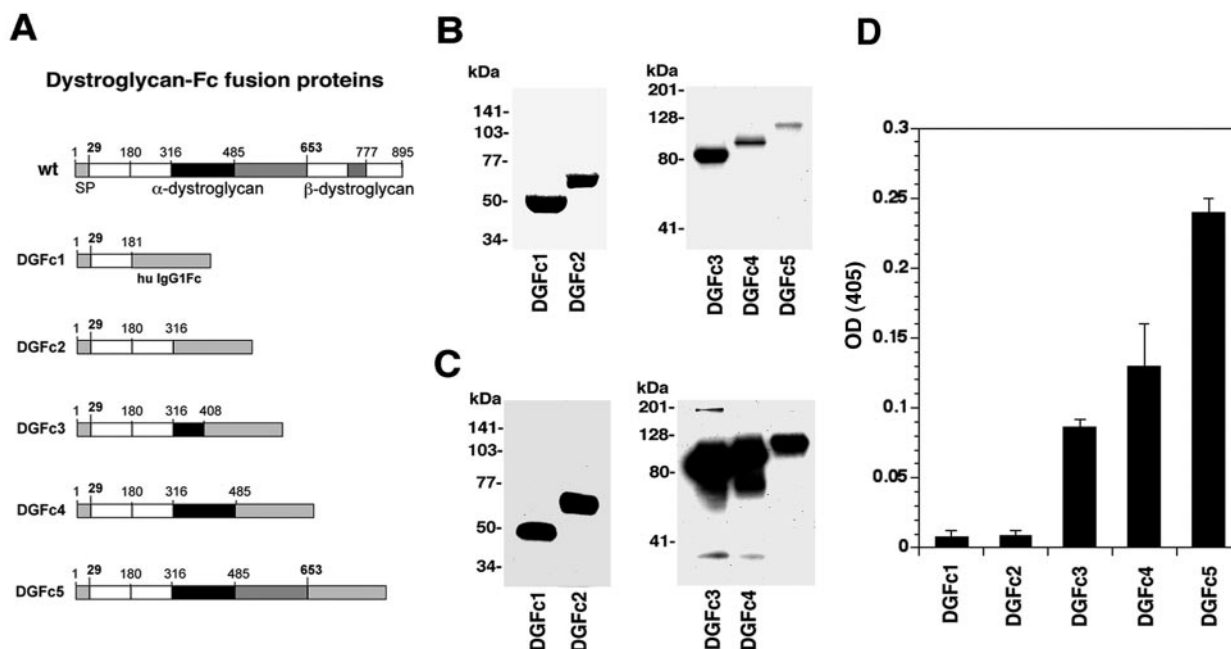 A
Dystroglycan-Fc fusion proteins
1 29 180 316 485 653 777 895
wt
SP α-dystroglycan β-dystroglycan
1 29 181
DGFc1
hu IgG1Fc
1 29 180 316
DGFc2
1 29 180 316 408
DGFc3
1 29 180 316 485
DGFc4
1 29 180 316 485 653
DGFc5
B
kDa
141-
103-
77-
50-
34-
DGFc1
DGFc2
kDa
201-
128-
80-
41-
DGFc3
DGFc4
DGFc5
C
kDa
141-
103-
77-
50-
34-
DGFc1
DGFc2
kDa
201-
128-
80-
41-
DGFc3
DGFc4
D
OD (405)
0.3
0.25
0.2
0.15
0.1
0.05
0
DGFc1
DGFc2
DGFc3
DGFc4
DGFc5